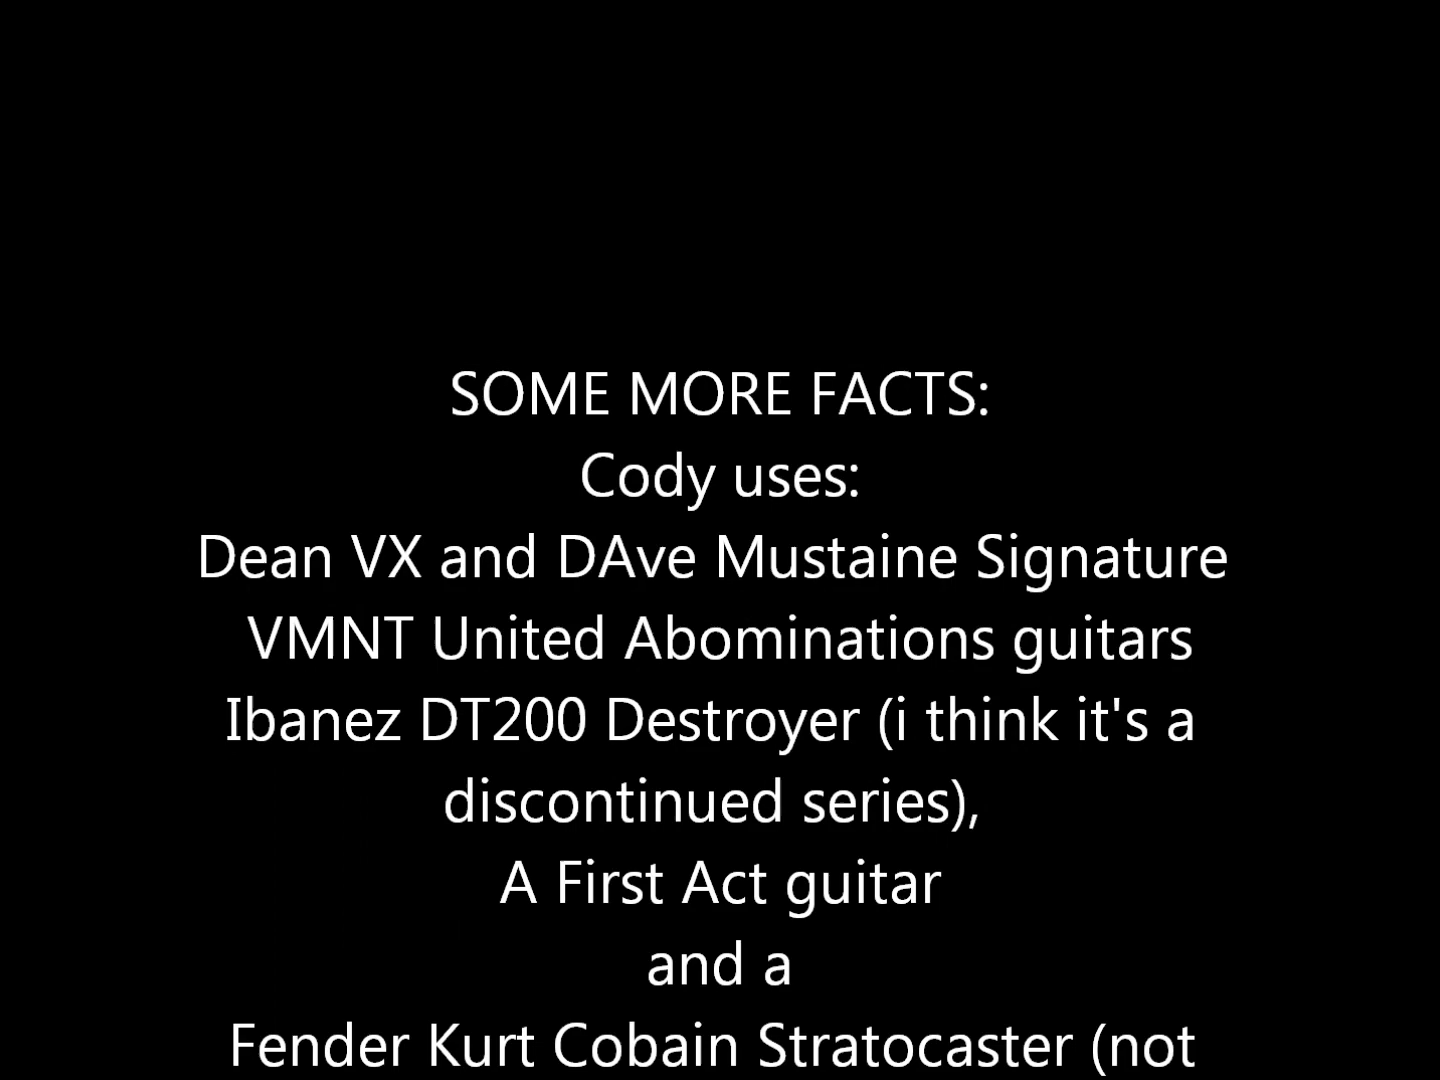 SOME MORE FACTS:
Cody uses:
Dean VX and DAve Mustaine Signature
VMNT United Abominations guitars
Ibanez DT200 Destroyer (i think it's a
discontinued series),
A First Act guitar
and a
Fender Kurt Cobain Stratocaster (not